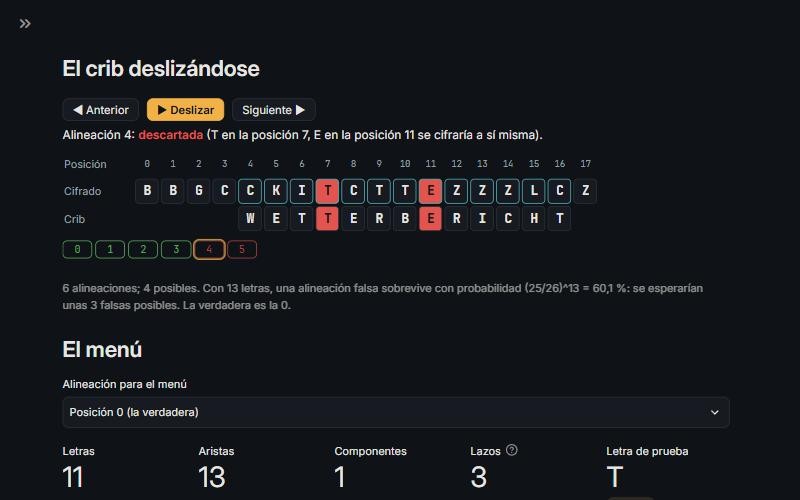 El crib deslizándose
◀ Anterior ▶ Deslizar Siguiente ▶
Alineación 4: descartada (T en la posición 7, E en la posición 11 se cifraría a sí misma).
Posición 0 1 2 3 4 5 6 7 8 9 10 11 12 13 14 15 16 17
Cifrado B B G C C K I T C T T E Z Z Z L C Z
Crib W E T T E R B E R I C H T
0 1 2 3 4 5
6 alineaciones; 4 posibles. Con 13 letras, una alineación falsa sobrevive con probabilidad (25/26)^13 = 60,1 %: se esperarían
unas 3 falsas posibles. La verdadera es la 0.
El menú
Alineación para el menú
Posición 0 (la verdadera)
Letras Aristas Componentes Lazos Letra de prueba
11 13 1 3 T